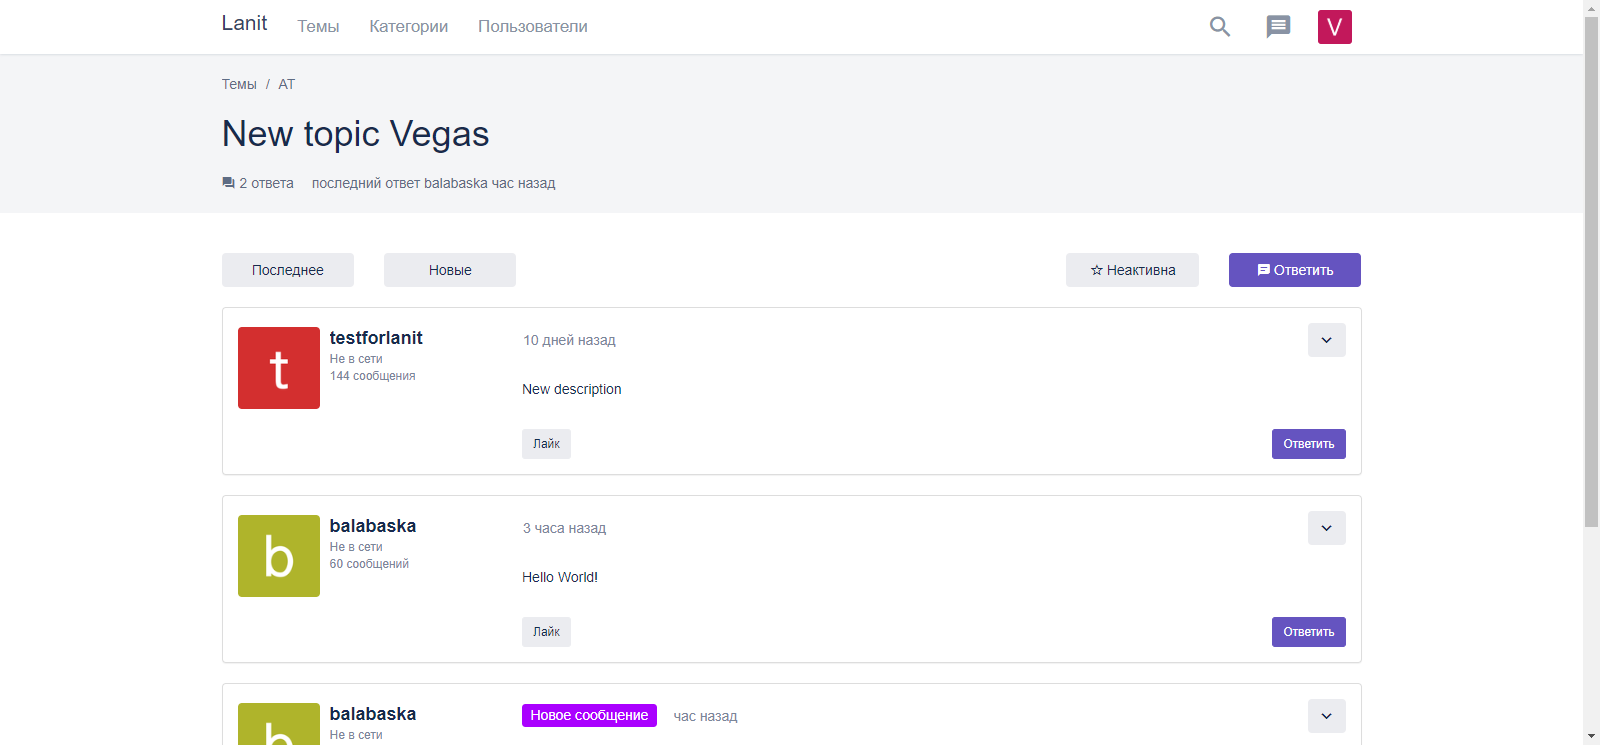 Lanit Темы Категории Пользователи V
Темы / AT
New topic Vegas
2 ответа последний ответ balabaska час назад
Последнее Новые Неактивна Ответить
t
testforlanit
Не в сети
144 сообщения
10 дней назад
New description
Лайк Ответить
b
balabaska
Не в сети
60 сообщений
3 часа назад
Hello World!
Лайк Ответить
b
balabaska
Не в сети
Новое сообщение час назад